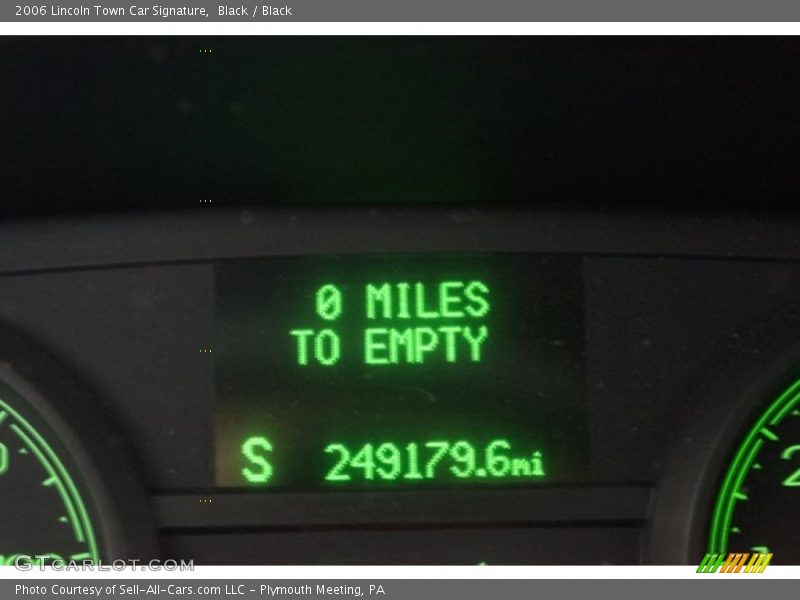 2006 Lincoln Town Car Signature,  Black / Black
0 MILES
TO EMPTY
S 249179.6mi
GTCARLOT.COM
Photo Courtesy of Sell-All-Cars.com LLC - Plymouth Meeting, PA